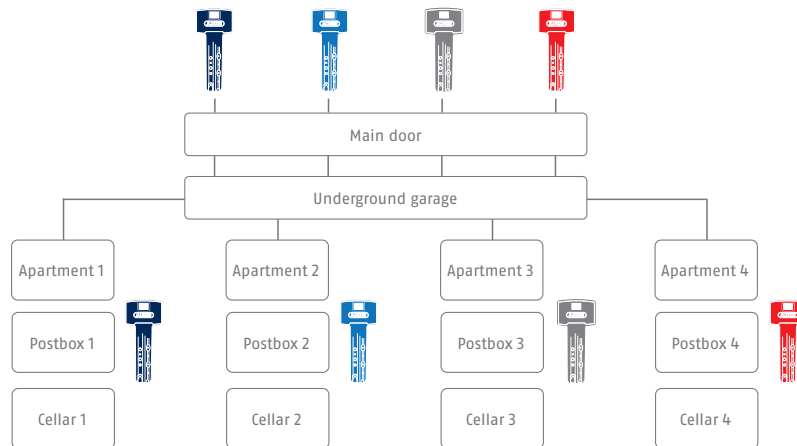 Main door
Underground garage
Apartment 1
Apartment 2
Apartment 3
Apartment 4
Postbox 1
Postbox 2
Postbox 3
Postbox 4
Cellar 1
Cellar 2
Cellar 3
Cellar 4